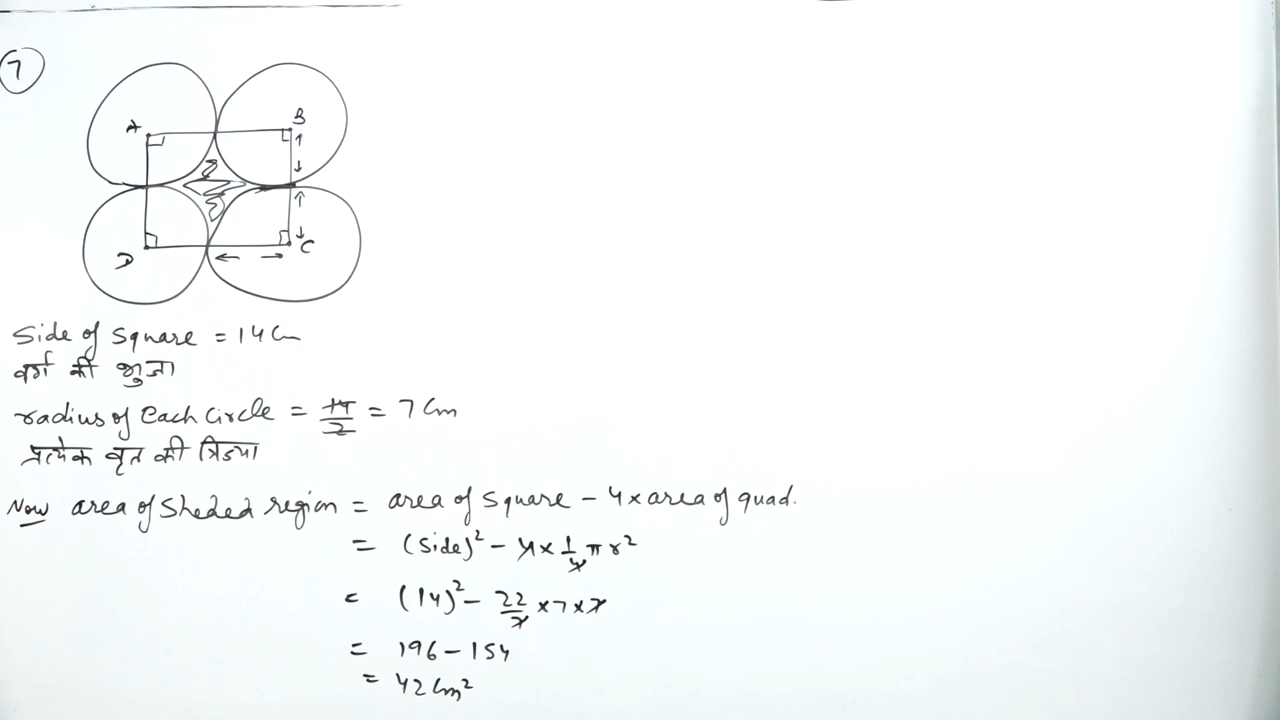 7
A B
D C
Side of Square = 14 Cm
वर्ग की भुजा
radius of Each Circle = 14/2 = 7 Cm
प्रत्येक वृत की त्रिज्या
Now area of Sheded region = area of Square - 4 × area of quad.
= (Side)² - 4 × 1/4 π r²
= (14)² - 22/7 × 7 × 7
= 196 - 154
= 42 Cm²